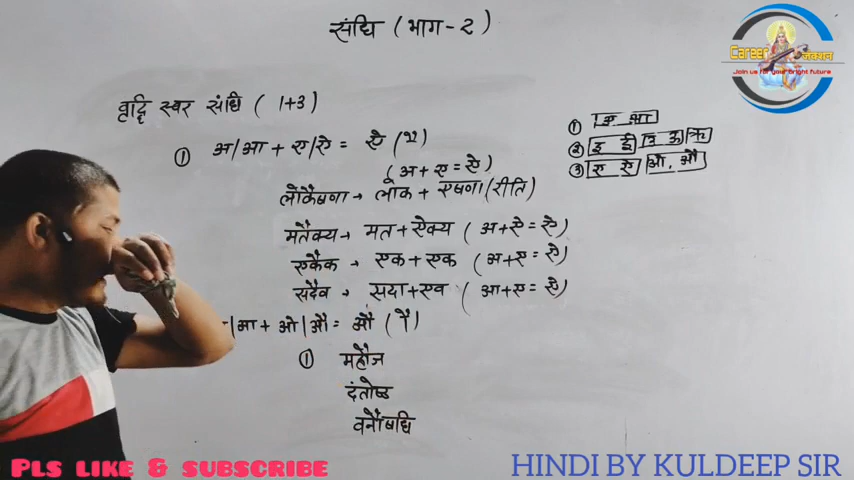 संधि (भाग-2)
Career जंक्शन
Join us for your bright future
वृद्धि स्वर संधि (1+3)
① अ आ
② इ ई उ ऊ ऋ
③ ए ऐ ओ, औ
① अ/आ + ए/ऐ = ऐ (ै)
(अ+ए=ऐ)
लोकैषणा → लोक + एषणा (रीति)
मतैक्य → मत+ऐक्य (अ+ऐ=ऐ)
एकैक → एक+एक (अ+ए=ऐ)
सदैव → सदा+एव (आ+ए=ऐ)
/आ + ओ/औ = औ (ौ)
① महौज
दंतोष्ठ
वनौषधि
PLS LIKE & SUBSCRIBE
HINDI BY KULDEEP SIR